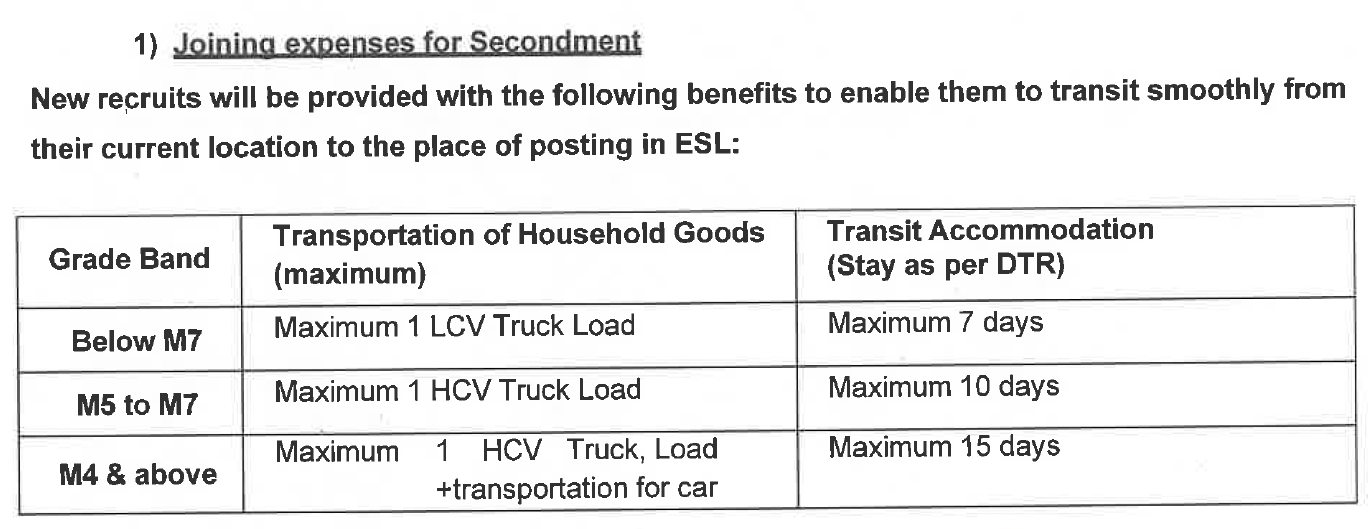 1) Joining expenses for Secondment
New recruits will be provided with the following benefits to enable them to transit smoothly from
their current location to the place of posting in ESL:
Grade Band
Transportation of Household Goods
(maximum)
Transit Accommodation
(Stay as per DTR)
Below M7
Maximum 1 LCV Truck Load
Maximum 7 days
M5 to M7
Maximum 1 HCV Truck Load
Maximum 10 days
M4 & above
Maximum 1 HCV Truck, Load
+transportation for car
Maximum 15 days